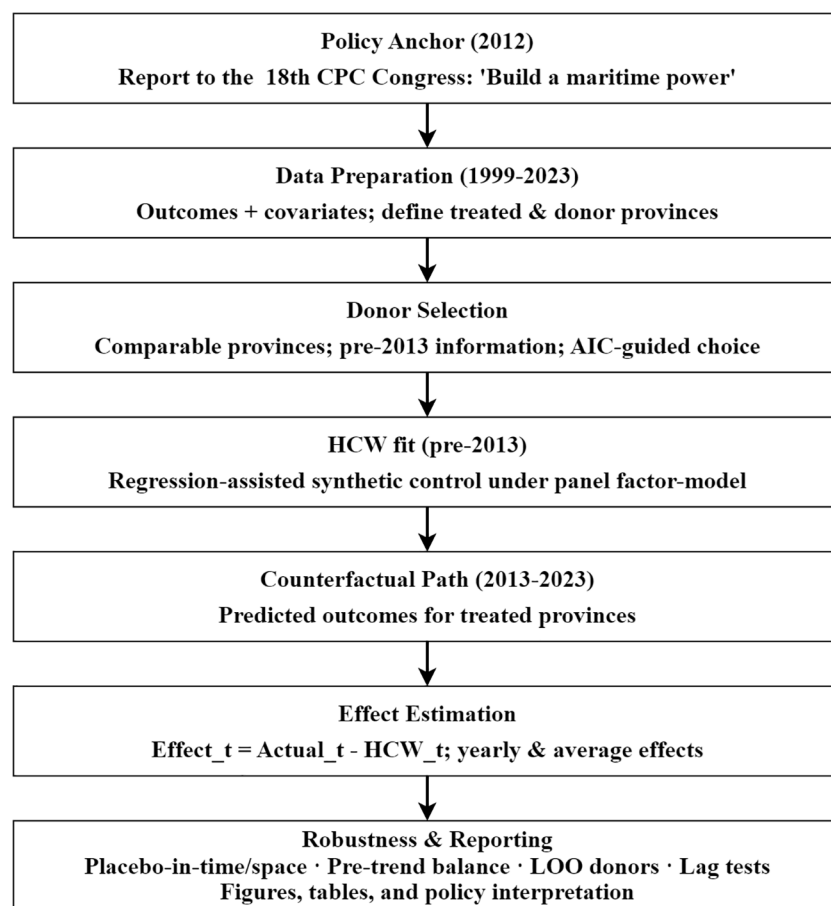 Policy Anchor (2012)
Report to the 18th CPC Congress: 'Build a maritime power'
Data Preparation (1999-2023)
Outcomes + covariates; define treated & donor provinces
Donor Selection
Comparable provinces; pre-2013 information; AIC-guided choice
HCW fit (pre-2013)
Regression-assisted synthetic control under panel factor-model
Counterfactual Path (2013-2023)
Predicted outcomes for treated provinces
Effect Estimation
Effect_t = Actual_t - HCW_t; yearly & average effects
Robustness & Reporting
Placebo-in-time/space · Pre-trend balance · LOO donors · Lag tests
Figures, tables, and policy interpretation